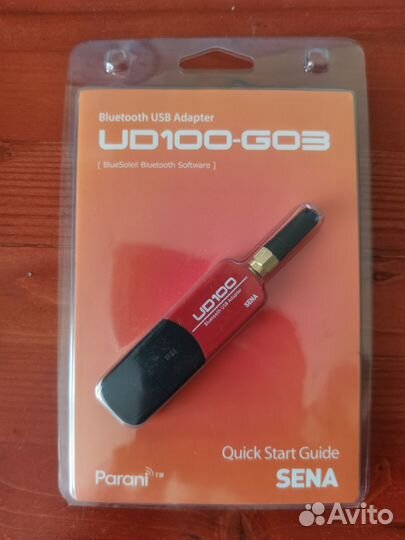 Bluetooth USB Adapter
UD100-G03
[ BlueSoleil Bluetooth Software ]
UD100
Bluetooth USB Adapter
SENA
Quick Start Guide
Parani™
SENA
Avito